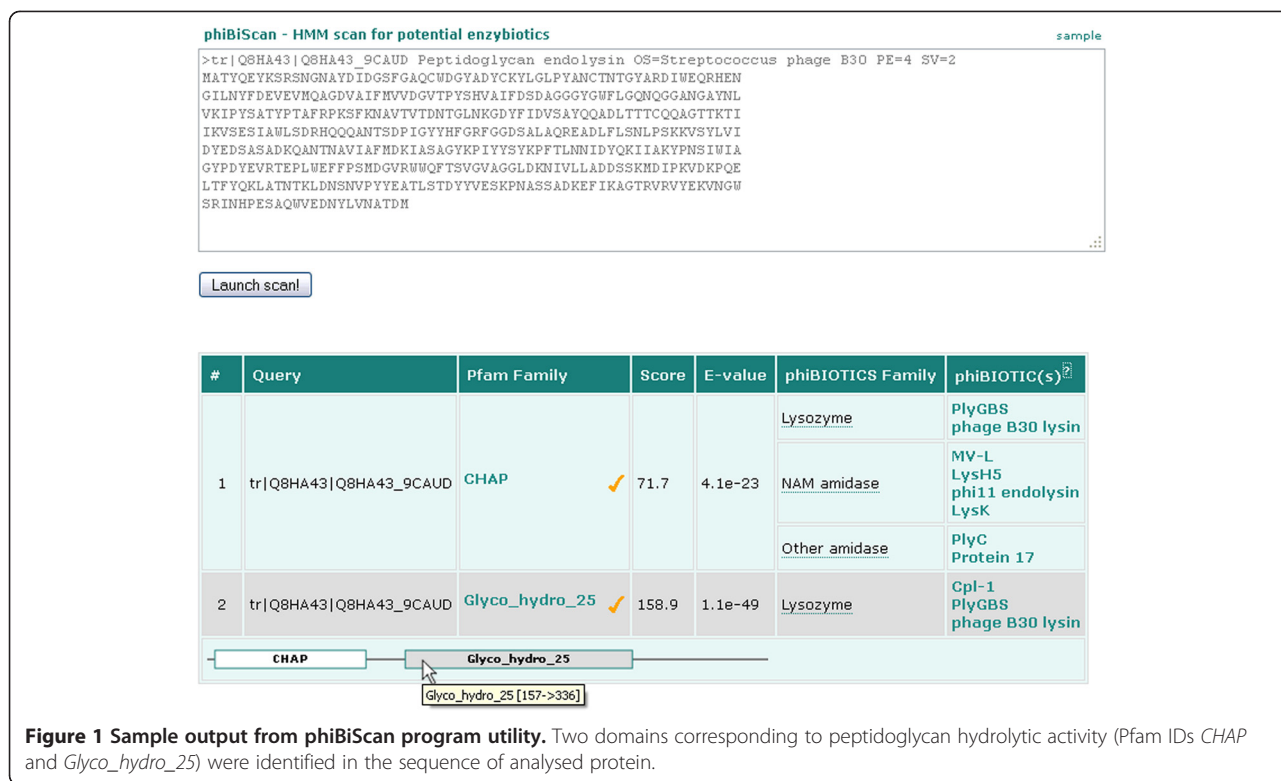 phiBiScan - HMM scan for potential enzybiotics
sample
>tr|Q8HA43|Q8HA43_9CAUD Peptidoglycan endolysin OS=Streptococcus phage B30 PE=4 SV=2
MATYQEYKSRSNGNAYDIDGSFGAQCWDGYADYCKYLGLPYANCTNTGYARDIWEQRHEN
GILNYFDEVEVMQAGDVAIFMVVDGVTPYSHVAIFDSDAGGGYGWFLGQNQGGANGAYNL
VKIPYSATYPTAFRPKSFKNAVTVTDNTGLNKGDYFIDVSAYQQADLTTTCQQAGTTKTI
IKVSESIAWLSDRHQQQANTSDPIGYYHFGRFGGDSALAQREADLFLSNLPSKKVSYLVI
DYEDSASADKQANTNAVIAFMDKIASAGYKPIYYSYKPFTLNNIDYQKIIAKYPNSIWIA
GYPDYEVRTEPLWEFFPSMDGVRWWQFTSVGVAGGLDKNIVLLADDSSKMDIPKVDKPQE
LTFYQKLATNTKLDNSNVPYYEATLSTDYYVESKPNASSADKEFIKAGTRVRVYEKVNGW
SRINHPESAQWVEDNYLVNATDM
Launch scan!
# Query Pfam Family Score E-value phiBIOTICS Family phiBIOTIC(s)?
1 tr|Q8HA43|Q8HA43_9CAUD CHAP 71.7 4.1e-23
Lysozyme
PlyGBS
phage B30 lysin
NAM amidase
MV-L
LysH5
phi11 endolysin
LysK
Other amidase
PlyC
Protein 17
2 tr|Q8HA43|Q8HA43_9CAUD Glyco_hydro_25 158.9 1.1e-49 Lysozyme
Cpl-1
PlyGBS
phage B30 lysin
CHAP Glyco_hydro_25
Glyco_hydro_25 [157->336]
Figure 1 Sample output from phiBiScan program utility. Two domains corresponding to peptidoglycan hydrolytic activity (Pfam IDs CHAP
and Glyco_hydro_25) were identified in the sequence of analysed protein.